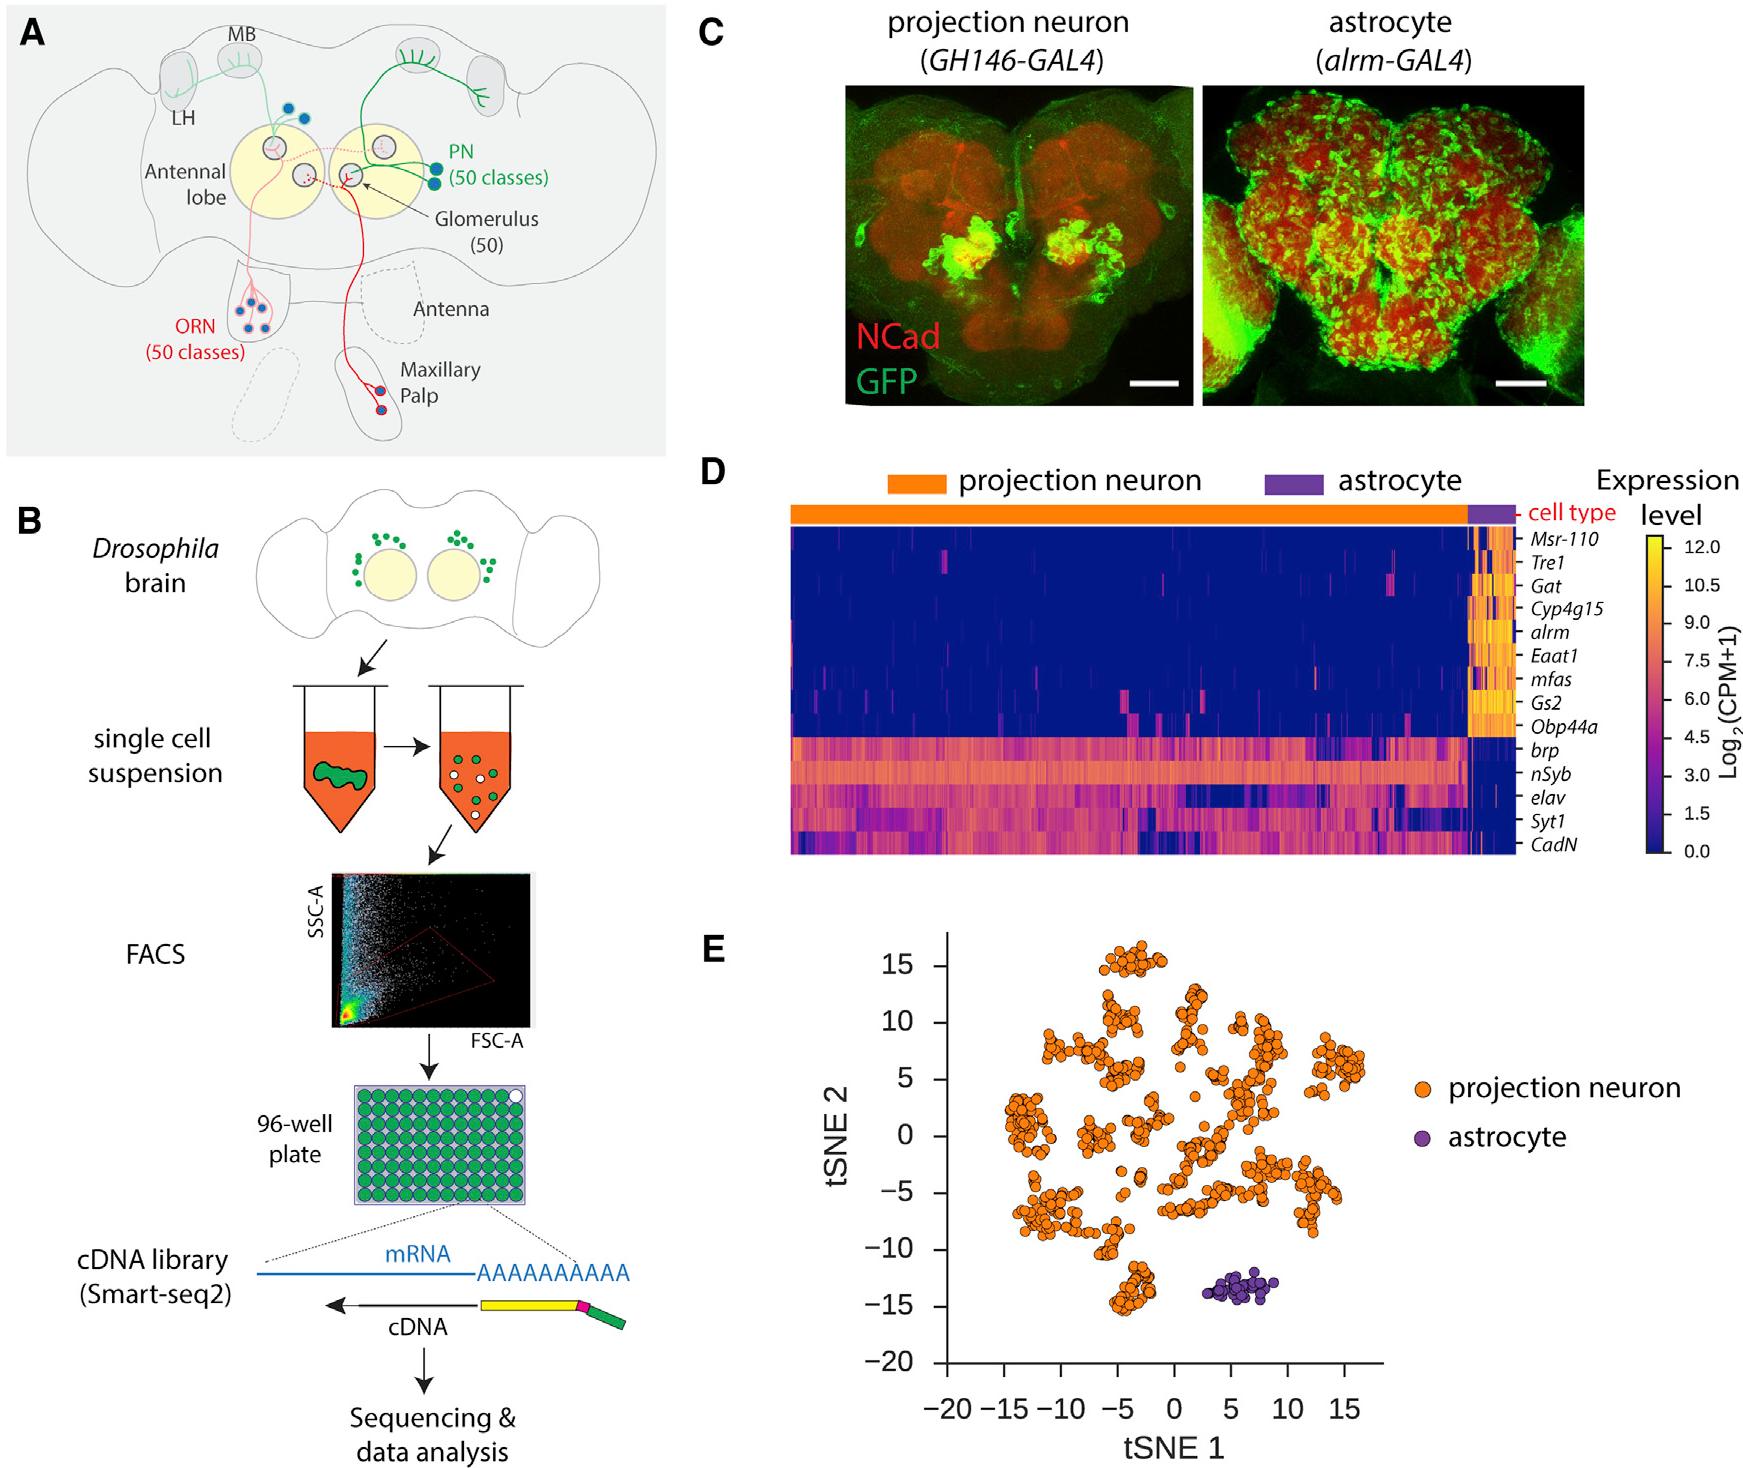 A
MB
LH
Antennal
lobe
PN
(50 classes)
Glomerulus
(50)
Antenna
ORN
(50 classes)
Maxillary
Palp
B
Drosophila
brain
single cell
suspension
FACS
SSC-A
FSC-A
96-well
plate
cDNA library
(Smart-seq2)
mRNA
AAAAAAAAAA
cDNA
Sequencing &
data analysis
C
projection neuron
(GH146-GAL4)
astrocyte
(alrm-GAL4)
NCad
GFP
D
projection neuron
astrocyte
Expression
level
cell type
Msr-110
Tre1
Gat
Cyp4g15
alrm
Eaat1
mfas
Gs2
Obp44a
brp
nSyb
elav
Syt1
CadN
12.0
10.5
9.0
7.5
6.0
4.5
3.0
1.5
0.0
Log₂(CPM+1)
E
15
10
5
0
−5
−10
−15
−20
tSNE 2
−20 −15 −10 −5 0 5 10 15
tSNE 1
projection neuron
astrocyte